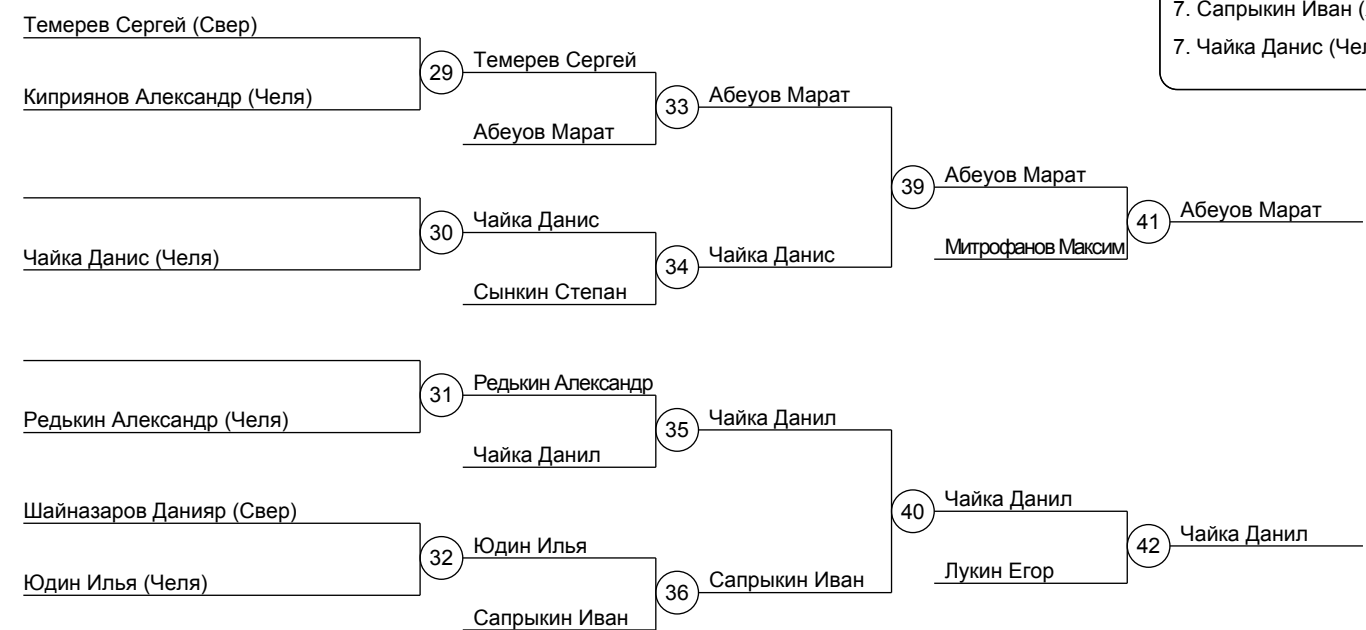 7. Сапрыкин Иван (
Темерев Сергей (Свер)
7. Чайка Данис (Чел
29
Темерев Сергей
Киприянов Александр (Челя)
33
Абеуов Марат
Абеуов Марат
39
Абеуов Марат
30
Чайка Данис
41
Абеуов Марат
Чайка Данис (Челя)
34
Чайка Данис
Митрофанов Максим
Сынкин Степан
31
Редькин Александр
Редькин Александр (Челя)
35
Чайка Данил
Чайка Данил
Шайназаров Данияр (Свер)
40
Чайка Данил
32
Юдин Илья
42
Чайка Данил
Юдин Илья (Челя)
36
Сапрыкин Иван
Лукин Егор
Сапрыкин Иван